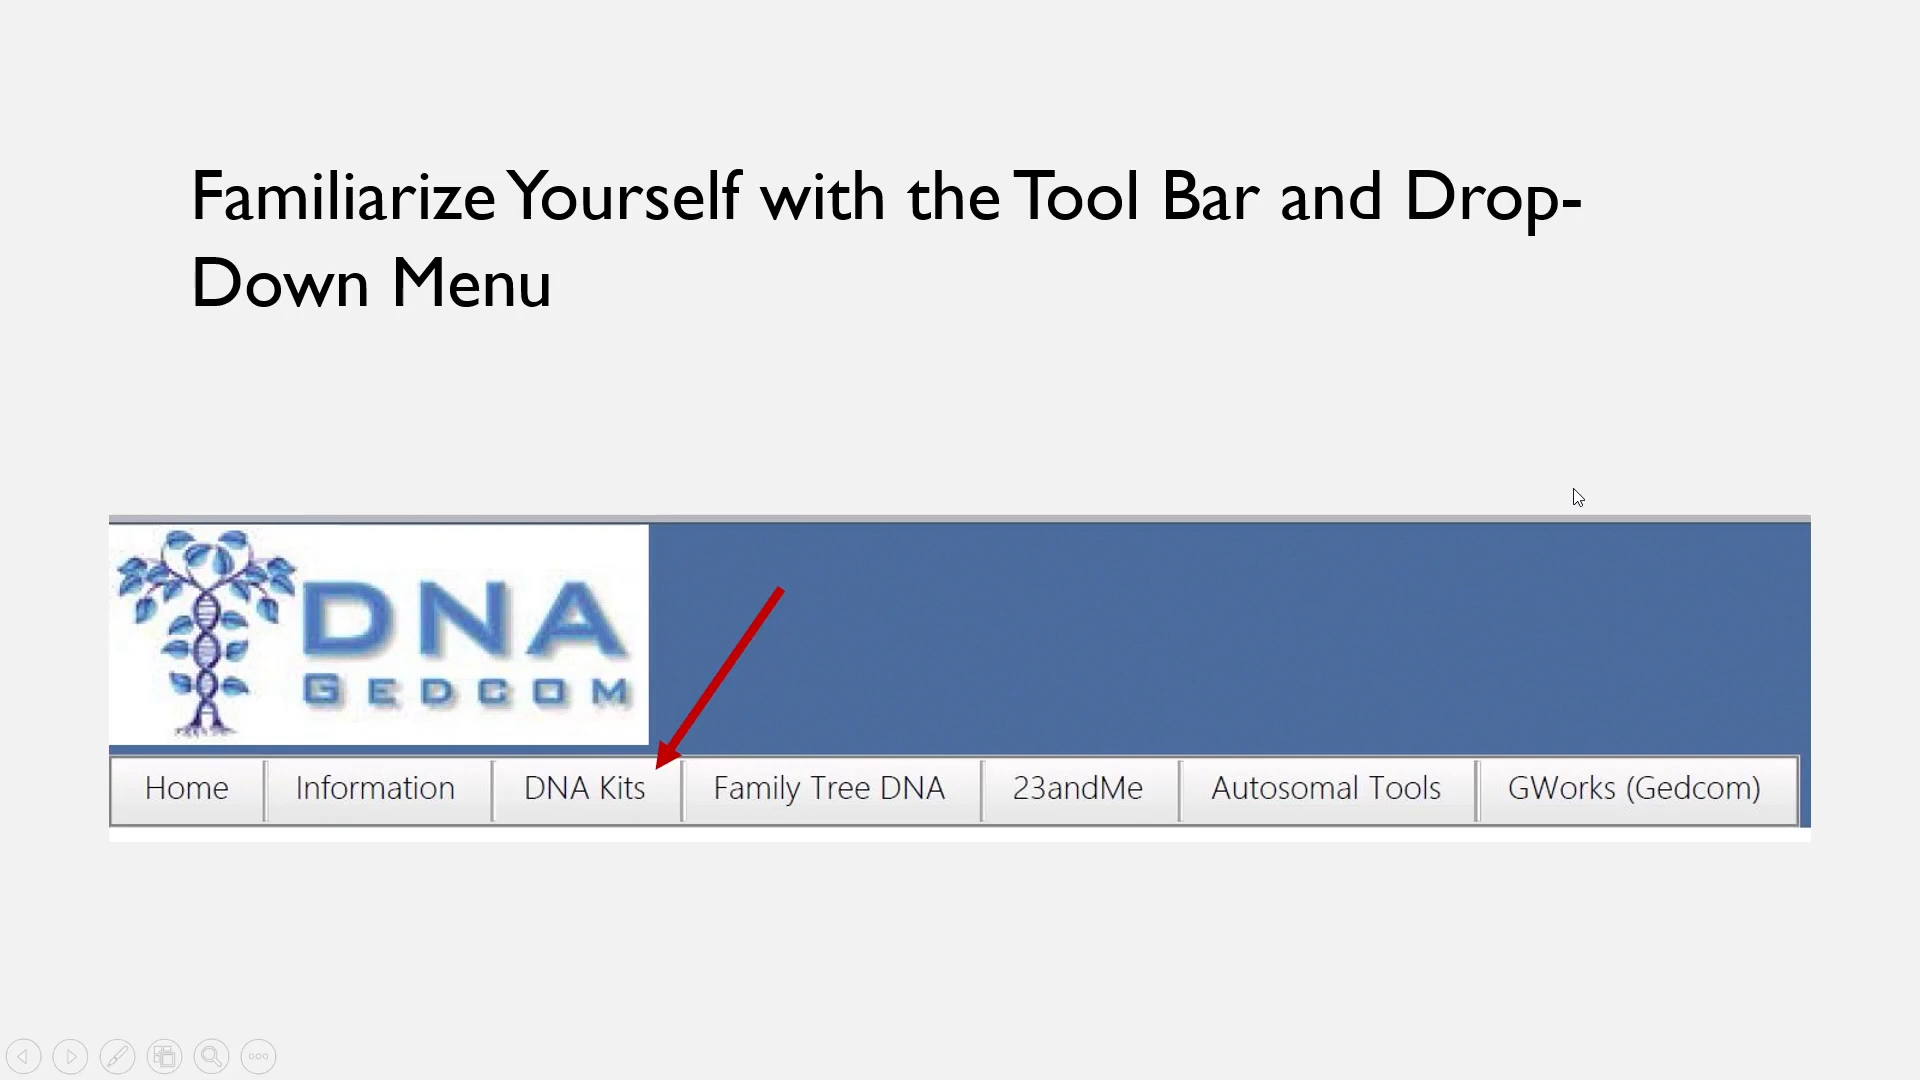 Familiarize Yourself with the Tool Bar and Drop-
Down Menu
DNA
GEDCOM
Home Information DNA Kits Family Tree DNA 23andMe Autosomal Tools GWorks (Gedcom)